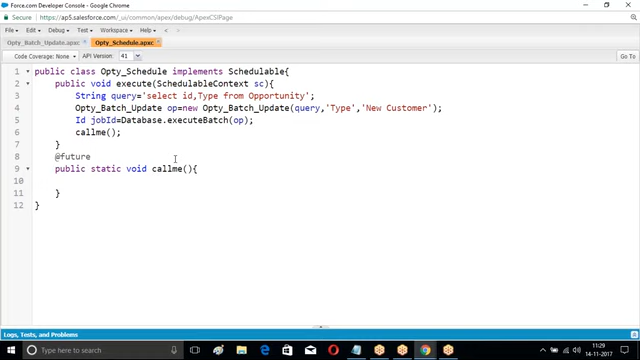 Force.com Developer Console - Google Chrome
Secure https://ap5.salesforce.com/_ui/common/apex/debug/ApexCSIPage
File Edit Debug Test Workspace Help < >
Opty_Batch_Update.apxc Opty_Schedule.apxc
Code Coverage: None API Version: 41 Go To
1 public class Opty_Schedule implements Schedulable{
2 public void execute(SchedulableContext sc){
3 String query='select id,Type from Opportunity';
4 Opty_Batch_Update op=new Opty_Batch_Update(query,'Type','New Customer');
5 Id jobId=Database.executeBatch(op);
6 callme();
7 }
8 @future
9 public static void callme(){
10
11 }
12 }
Logs, Tests, and Problems
Type here to search
11:29
14-11-2017